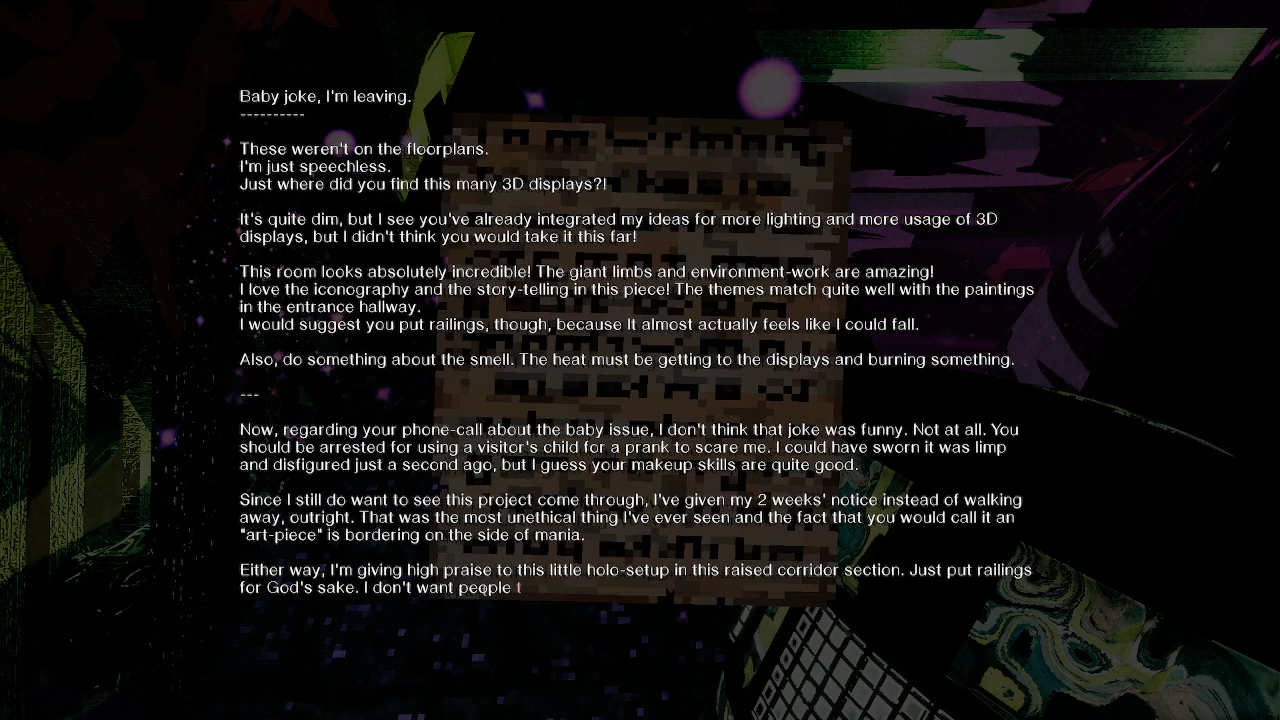 Baby joke, I'm leaving.
----------
These weren't on the floorplans.
I'm just speechless.
Just where did you find this many 3D displays?!
It's quite dim, but I see you've already integrated my ideas for more lighting and more usage of 3D
displays, but I didn't think you would take it this far!
This room looks absolutely incredible! The giant limbs and environment-work are amazing!
I love the iconography and the story-telling in this piece! The themes match quite well with the paintings
in the entrance hallway.
I would suggest you put railings, though, because It almost actually feels like I could fall.
Also, do something about the smell. The heat must be getting to the displays and burning something.
---
Now, regarding your phone-call about the baby issue, I don't think that joke was funny. Not at all. You
should be arrested for using a visitor's child for a prank to scare me. I could have sworn it was limp
and disfigured just a second ago, but I guess your makeup skills are quite good.
Since I still do want to see this project come through, I've given my 2 weeks' notice instead of walking
away, outright. That was the most unethical thing I've ever seen and the fact that you would call it an
"art-piece" is bordering on the side of mania.
Either way, I'm giving high praise to this little holo-setup in this raised corridor section. Just put railings
for God's sake. I don't want people t